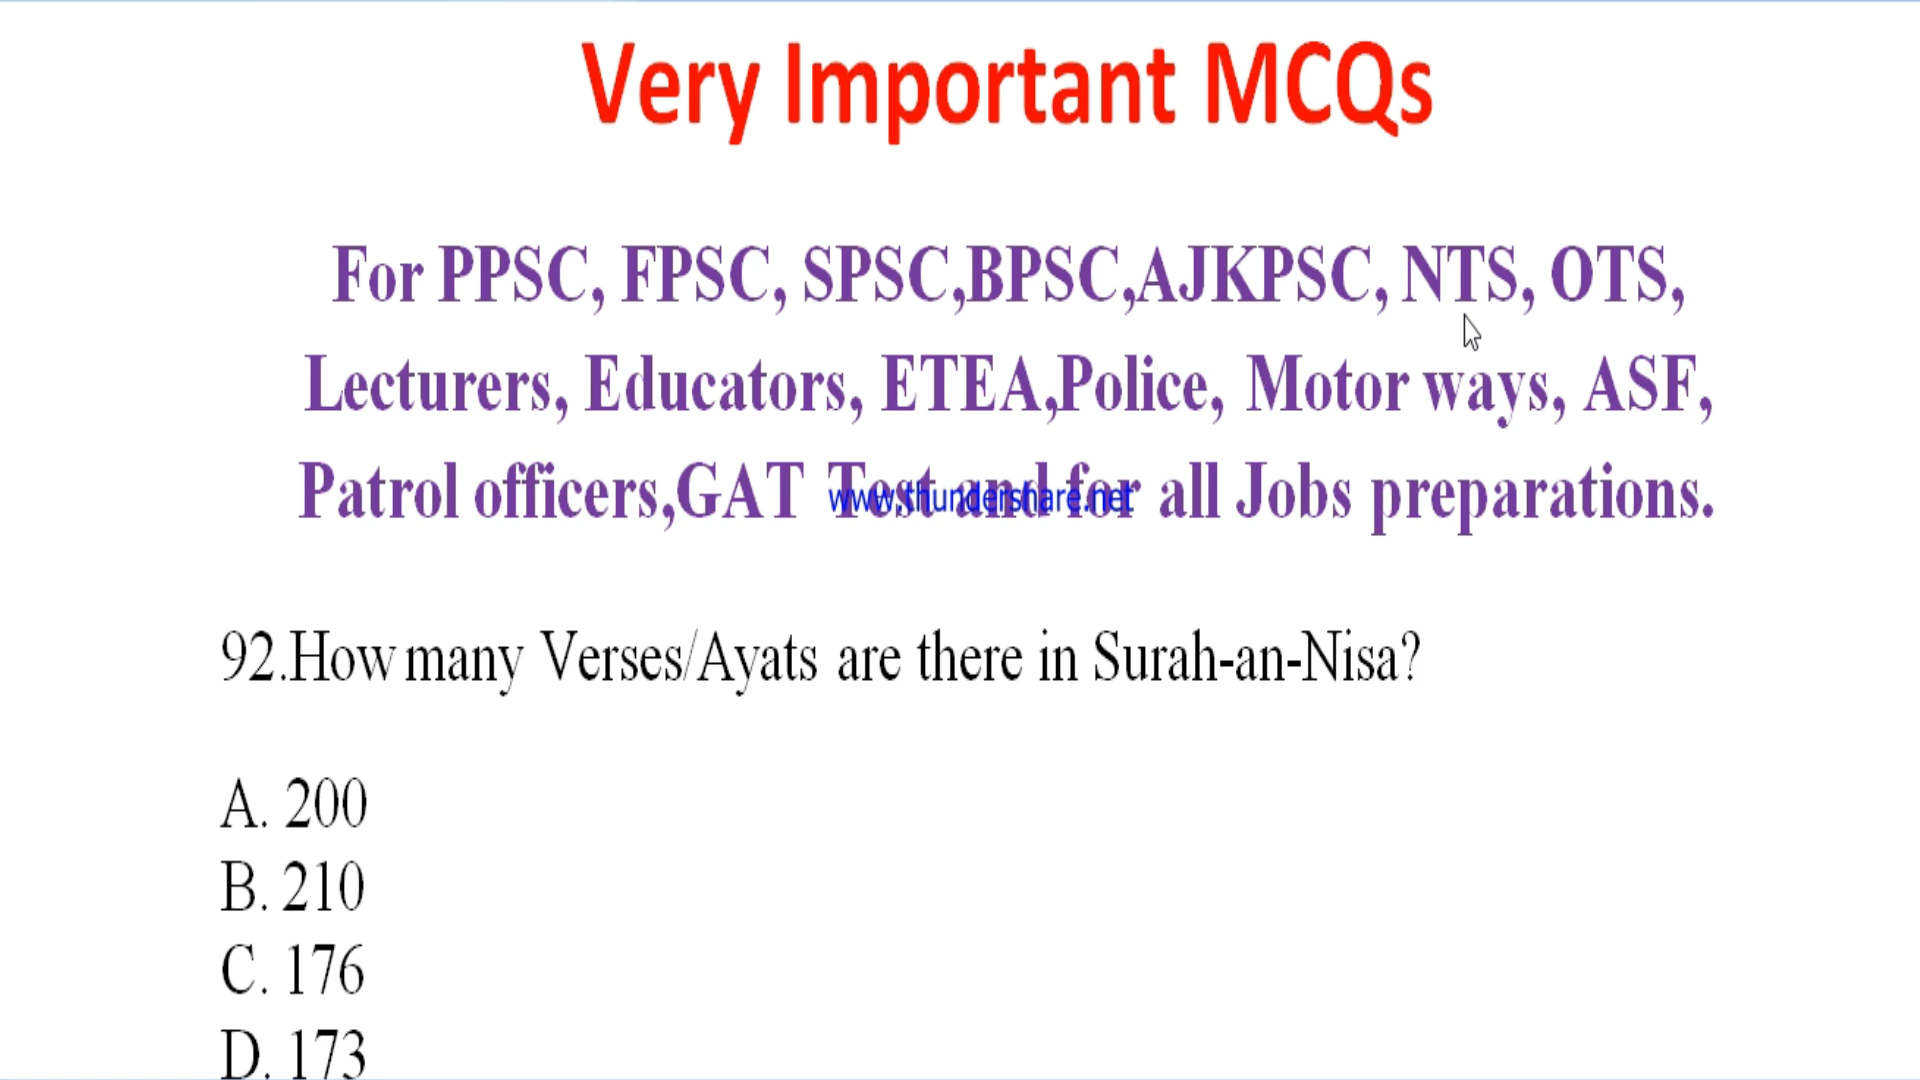 Very Important MCQs
For PPSC, FPSC, SPSC,BPSC,AJKPSC, NTS, OTS,
Lecturers, Educators, ETEA,Police, Motor ways, ASF,
Patrol officers,GAT Test and for all Jobs preparations.
www.thundershare.net
92.How many Verses/Ayats are there in Surah-an-Nisa?
A. 200
B. 210
C. 176
D. 173